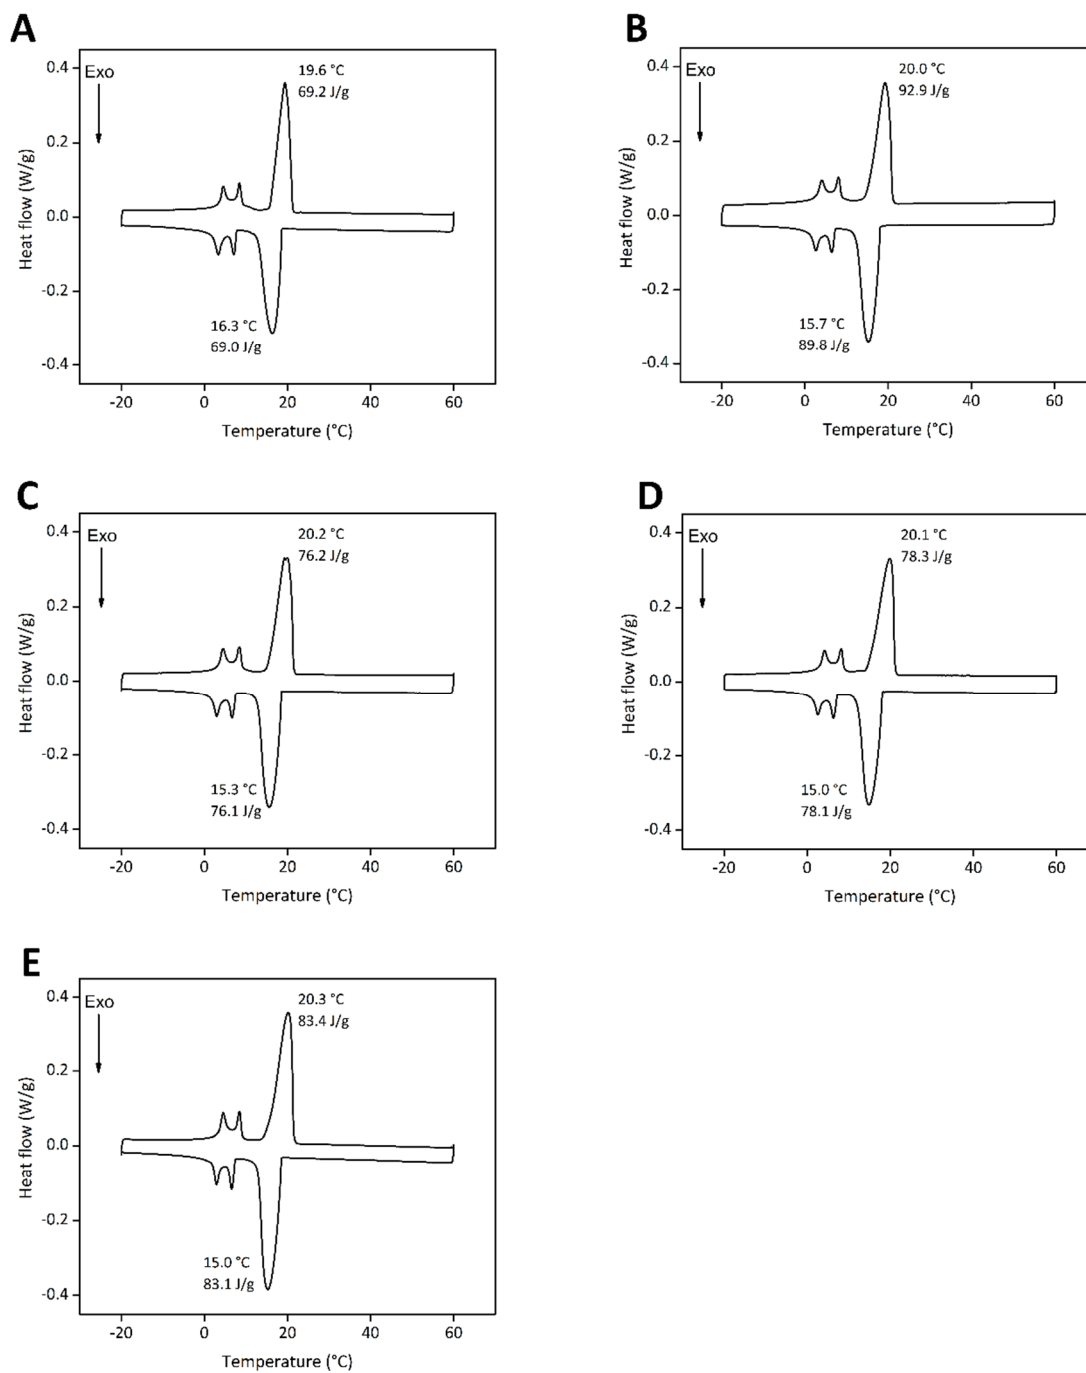 A
Exo
19.6 °C
69.2 J/g
0.4
0.2
0.0
-0.2
-0.4
Heat flow (W/g)
16.3 °C
69.0 J/g
-20 0 20 40 60
Temperature (°C)
B
Exo
20.0 °C
92.9 J/g
0.4
0.2
0.0
-0.2
-0.4
Heat flow (W/g)
15.7 °C
89.8 J/g
-20 0 20 40 60
Temperature (°C)
C
Exo
20.2 °C
76.2 J/g
0.4
0.2
0.0
-0.2
-0.4
Heat flow (W/g)
15.3 °C
76.1 J/g
-20 0 20 40 60
Temperature (°C)
D
Exo
20.1 °C
78.3 J/g
0.4
0.2
0.0
-0.2
-0.4
Heat flow (W/g)
15.0 °C
78.1 J/g
-20 0 20 40 60
Temperature (°C)
E
Exo
20.3 °C
83.4 J/g
0.4
0.2
0.0
-0.2
-0.4
Heat flow (W/g)
15.0 °C
83.1 J/g
-20 0 20 40 60
Temperature (°C)